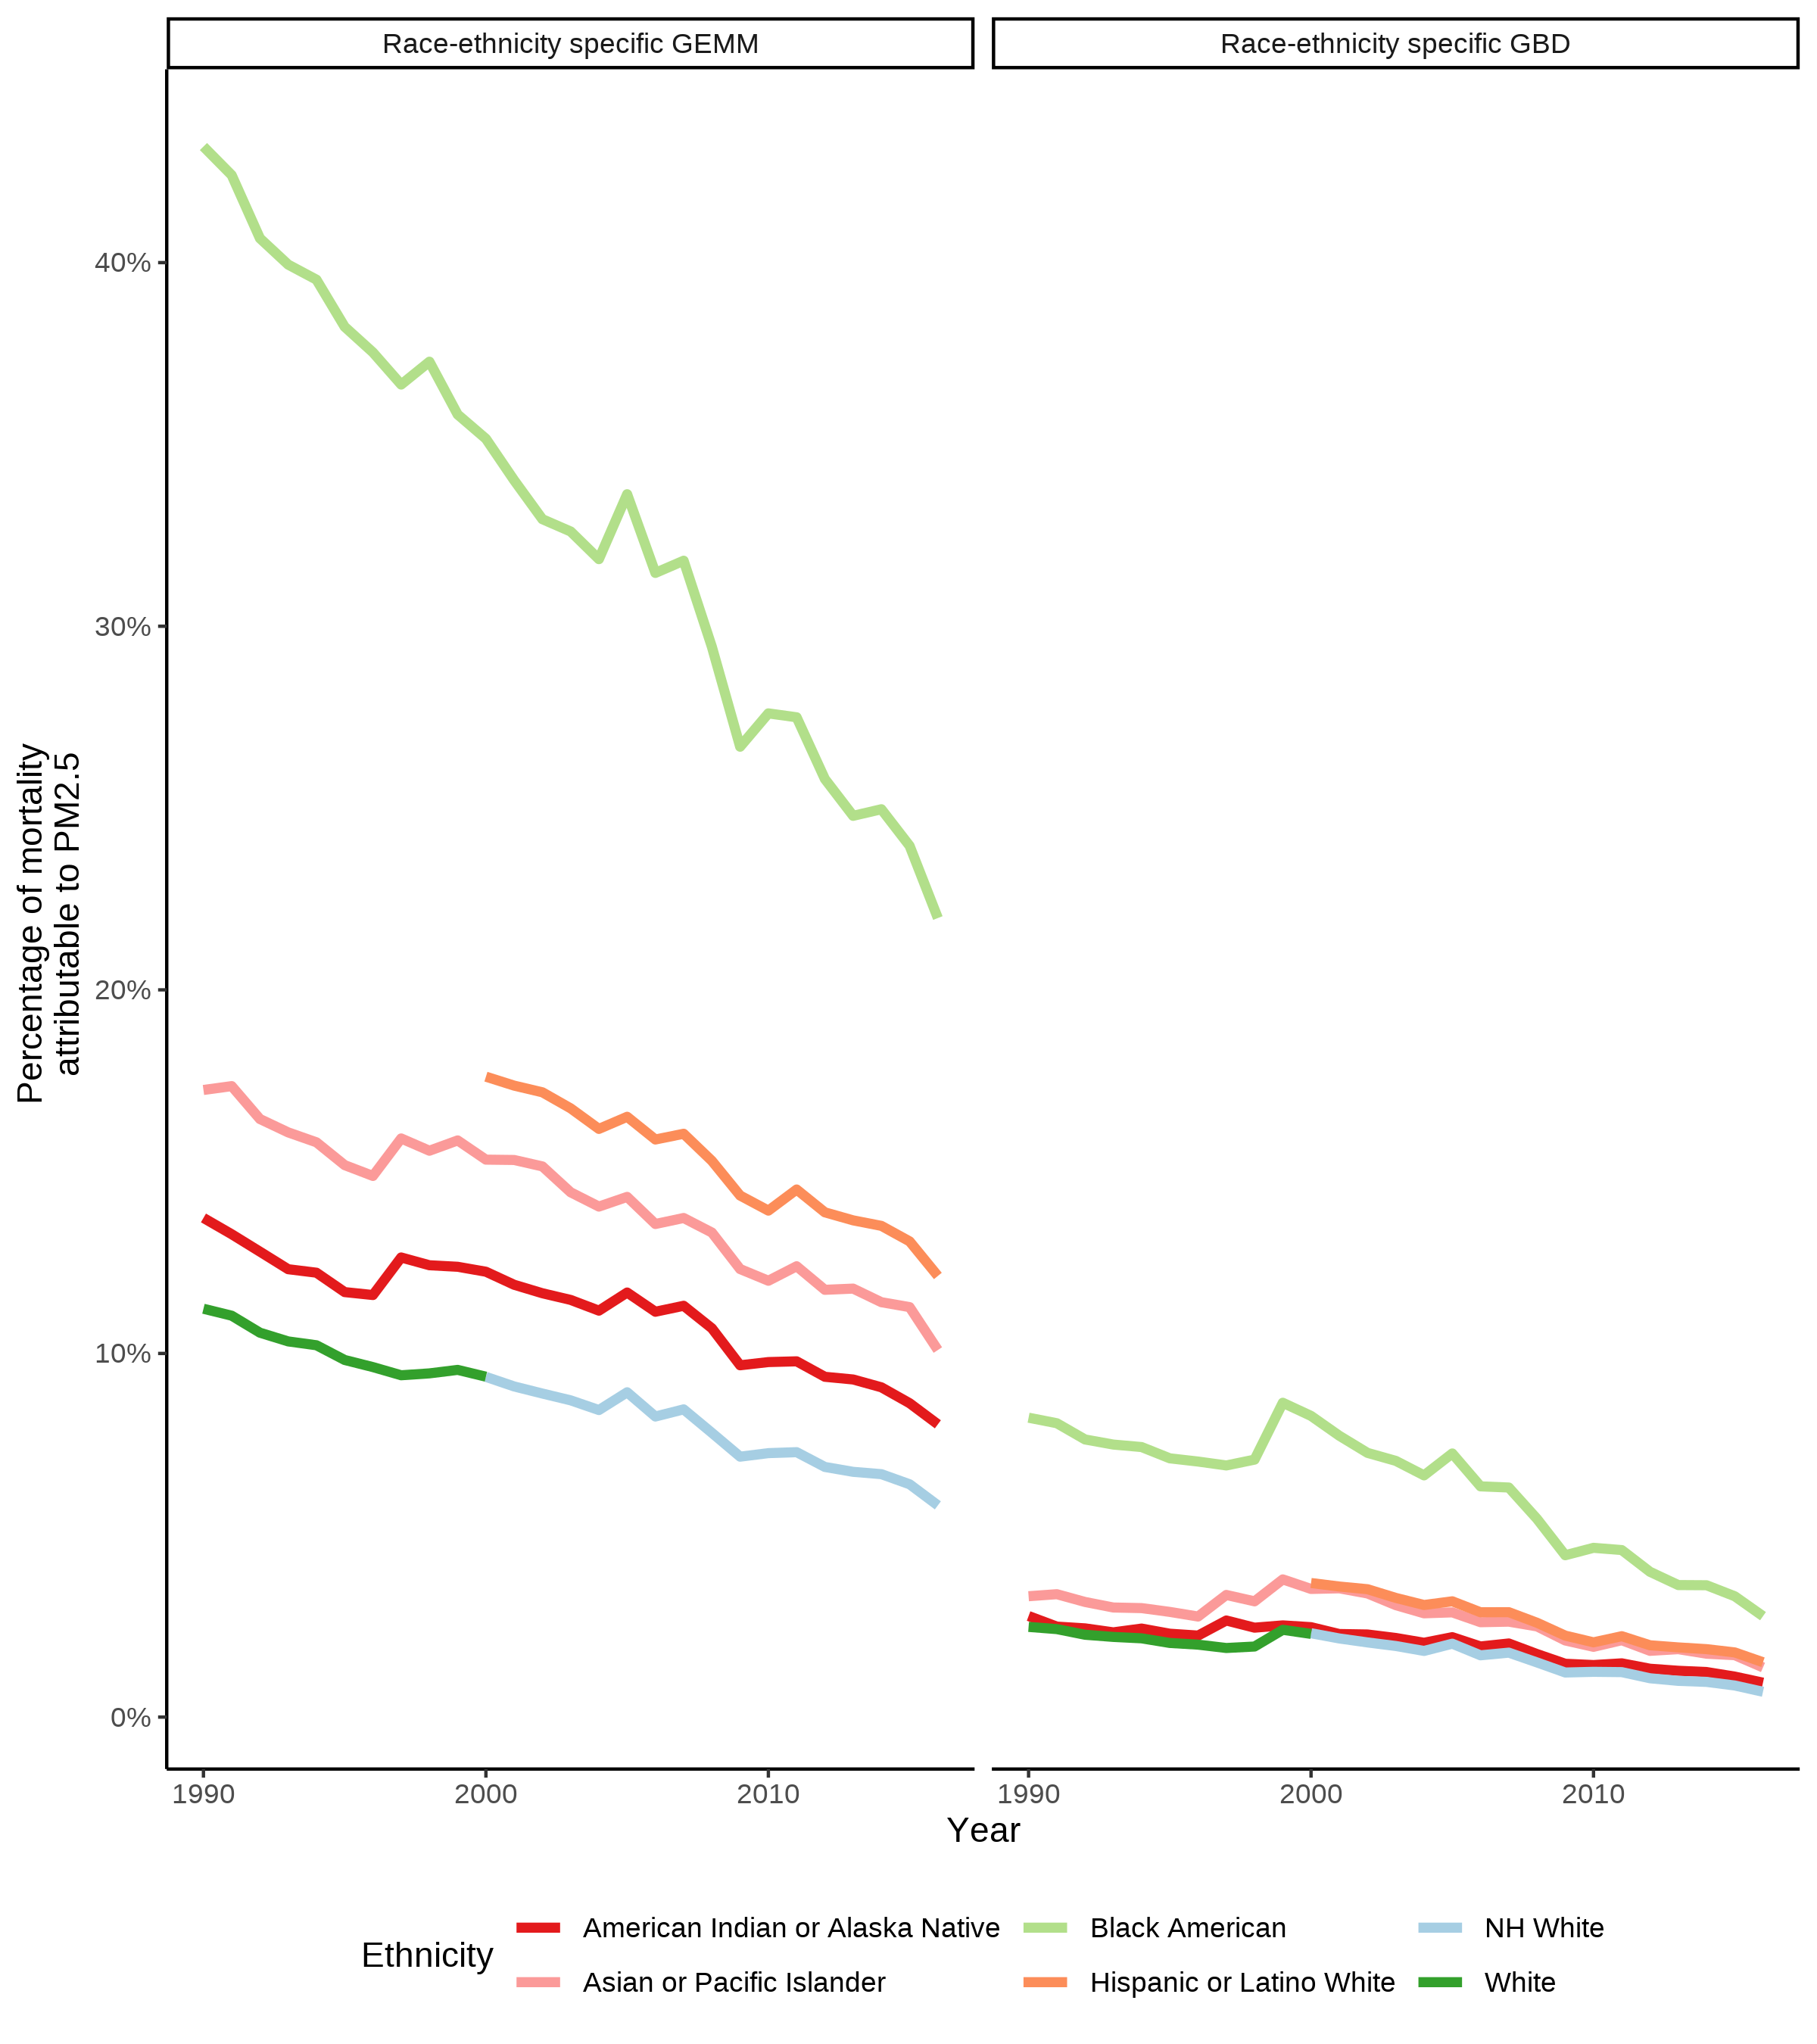 Race-ethnicity specific GEMM
Race-ethnicity specific GBD
Percentage of mortality
attributable to PM2.5
40%
30%
20%
10%
0%
1990
2000
2010
1990
2000
2010
Year
Ethnicity
American Indian or Alaska Native
Black American
NH White
Asian or Pacific Islander
Hispanic or Latino White
White